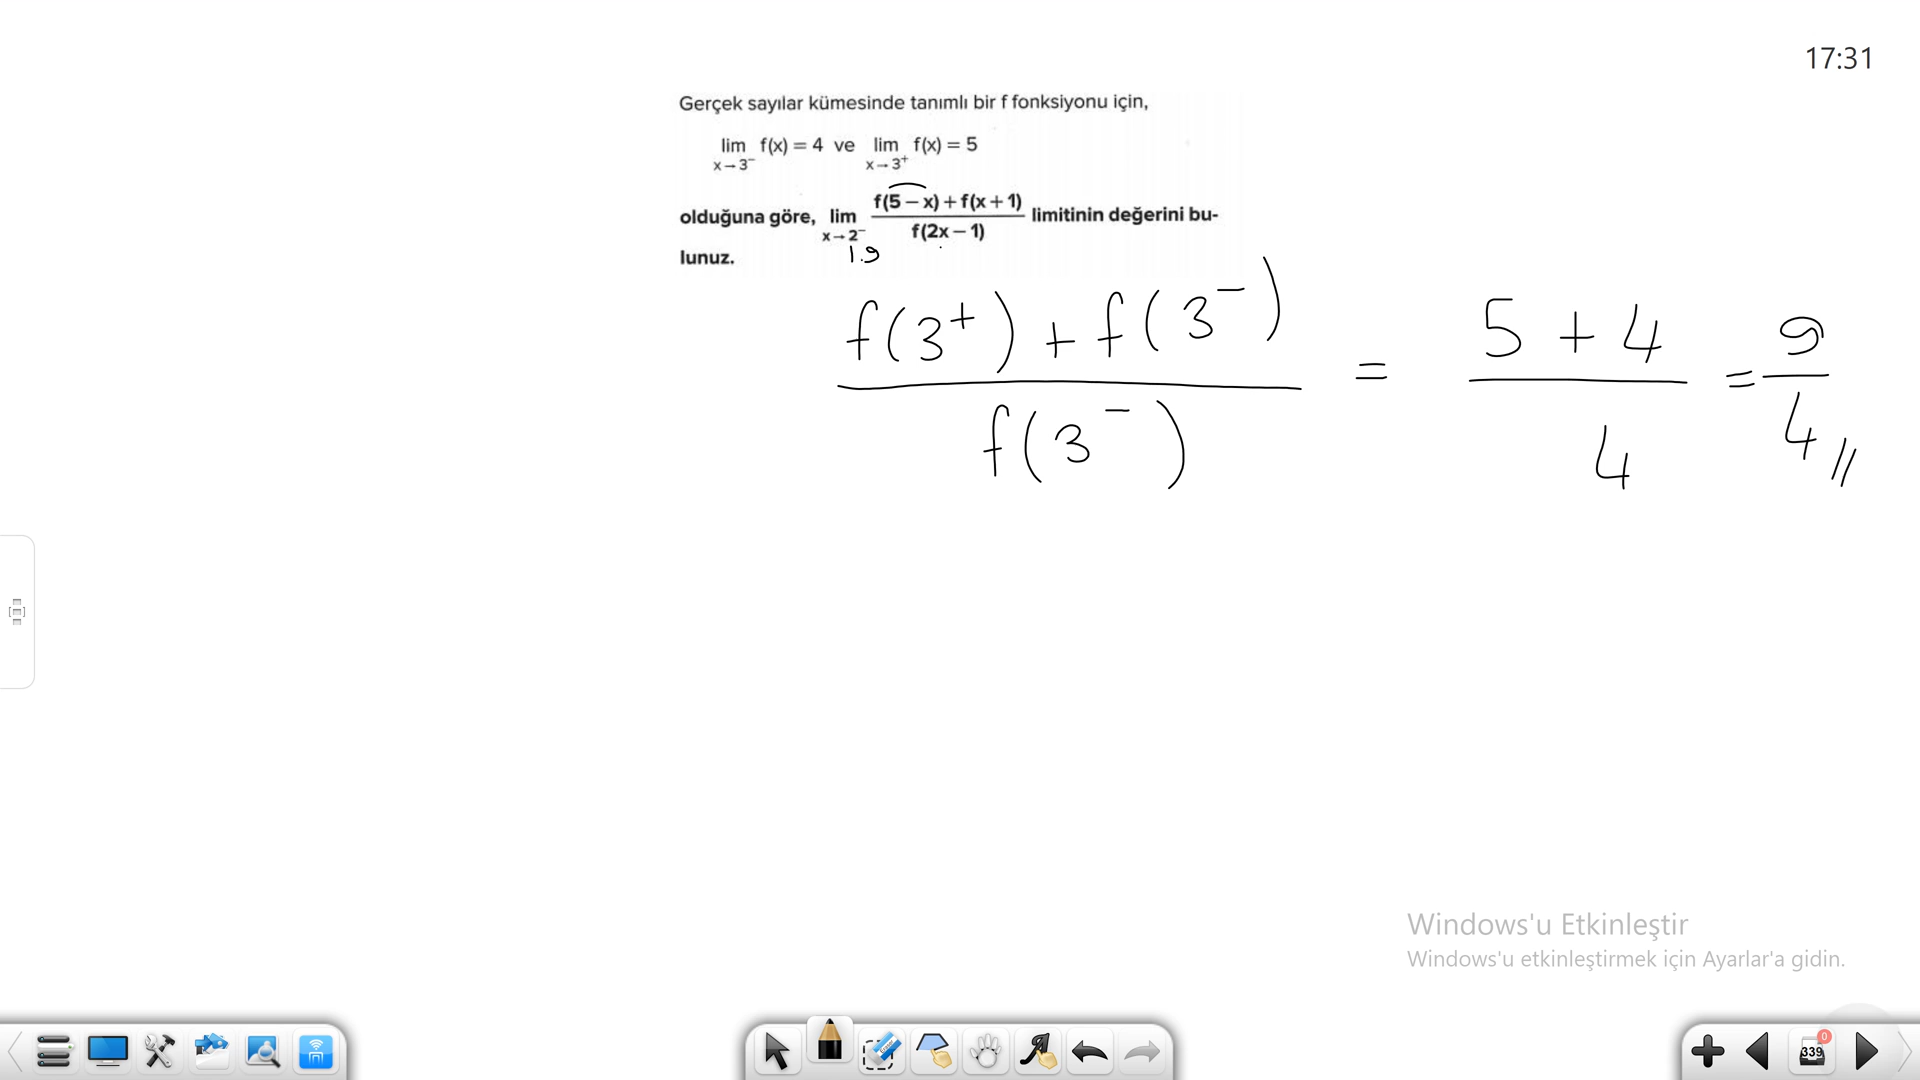 17:31
Gerçek sayılar kümesinde tanımlı bir f fonksiyonu için,
lim x→3⁻ f(x) = 4 ve lim x→3⁺ f(x) = 5
olduğuna göre, lim x→2⁻ (f(5 – x) + f(x + 1)) / f(2x – 1) limitinin değerini bu-
lunuz.
1.9
(f(3⁺) + f(3⁻)) / f(3⁻) = (5 + 4) / 4 = 9/4 //
Windows'u Etkinleştir
Windows'u etkinleştirmek için Ayarlar'a gidin.
eraser
0
339